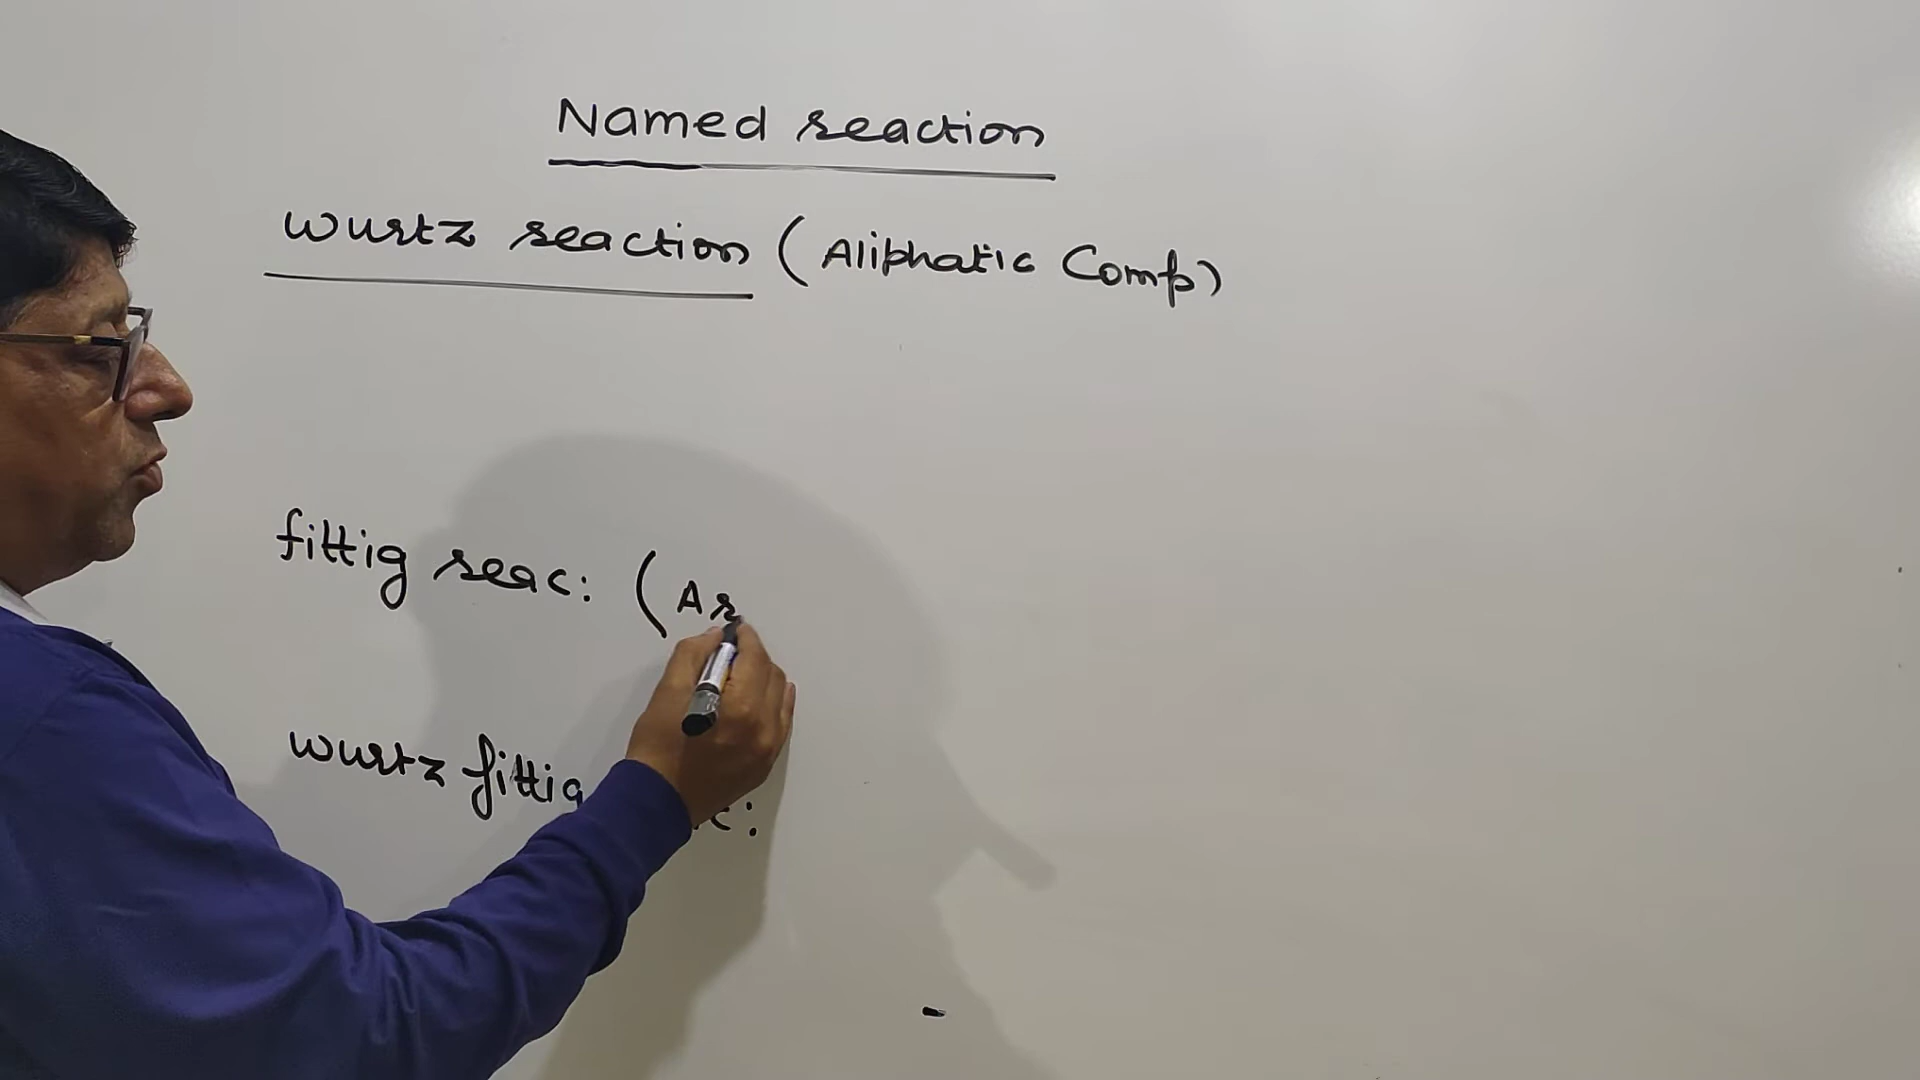 Named reaction
wurtz reaction (Aliphatic Comp)
fittig reac: (Ar
wurtz fittig